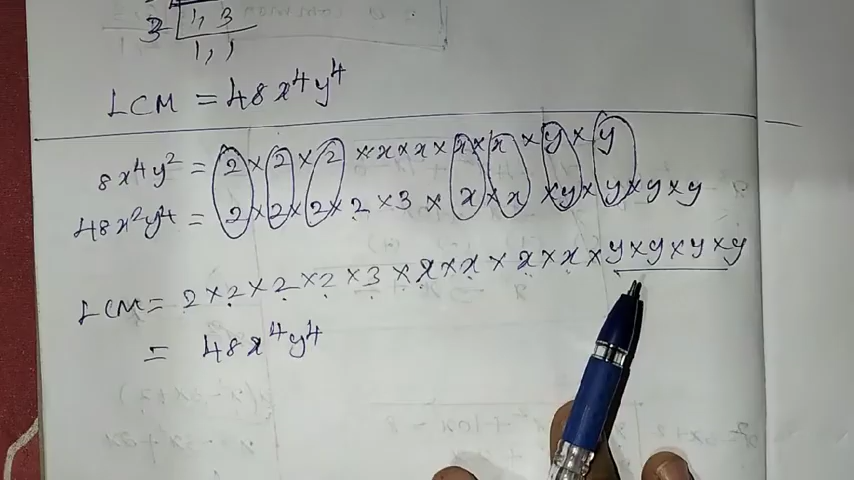 3 | 1, 3
1, 1
LCM = 48x⁴y⁴
8x⁴y² = 2 × 2 × 2 × x × x × x × x × y × y
48x²y⁴ = 2 × 2 × 2 × 2 × 3 × x × x × y × y × y × y
LCM = 2 × 2 × 2 × 2 × 3 × x × x × x × x × y × y × y × y
= 48x⁴y⁴